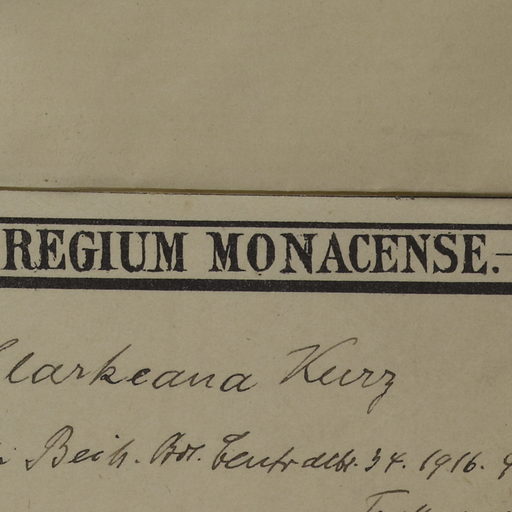 REGIUM MONACENSE.—
Clarkeana Kurz
Beih. Bot. Centralbl. 34. 1916.